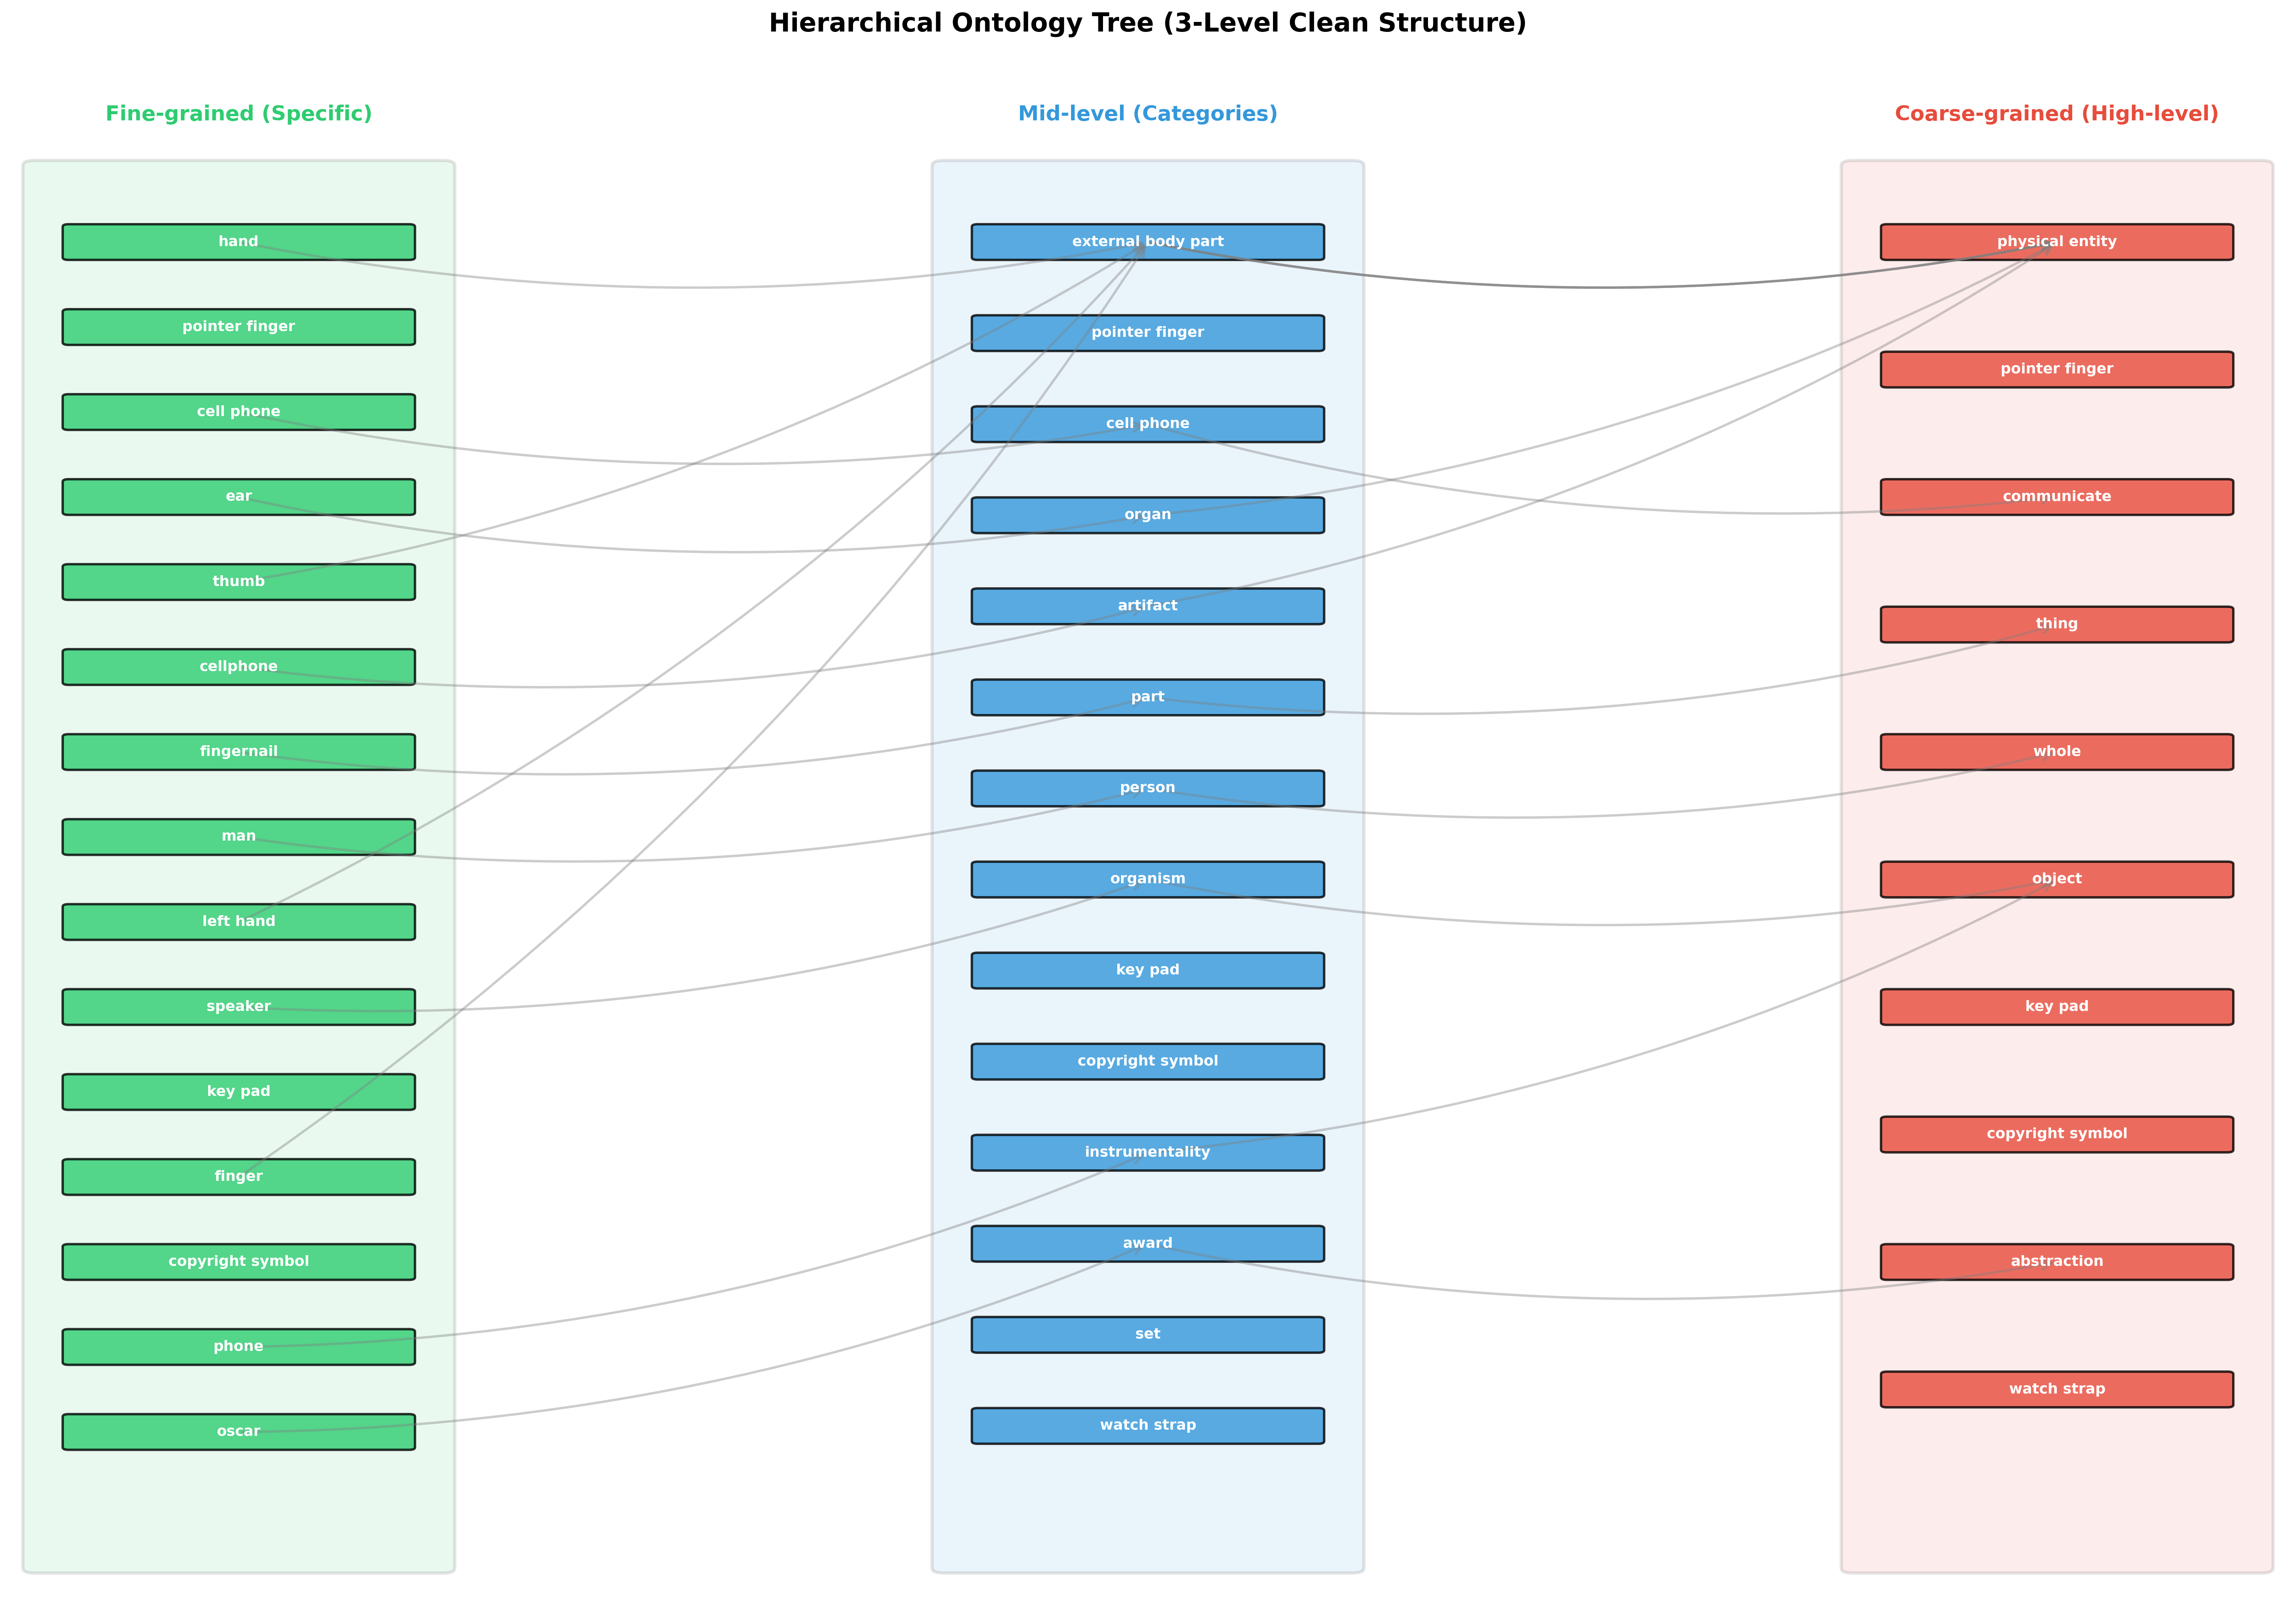 Hierarchical Ontology Tree (3-Level Clean Structure)
Fine-grained (Specific)
hand
pointer finger
cell phone
ear
thumb
cellphone
fingernail
man
left hand
speaker
key pad
finger
copyright symbol
phone
oscar
Mid-level (Categories)
external body part
pointer finger
cell phone
organ
artifact
part
person
organism
key pad
copyright symbol
instrumentality
award
set
watch strap
Coarse-grained (High-level)
physical entity
pointer finger
communicate
thing
whole
object
key pad
copyright symbol
abstraction
watch strap